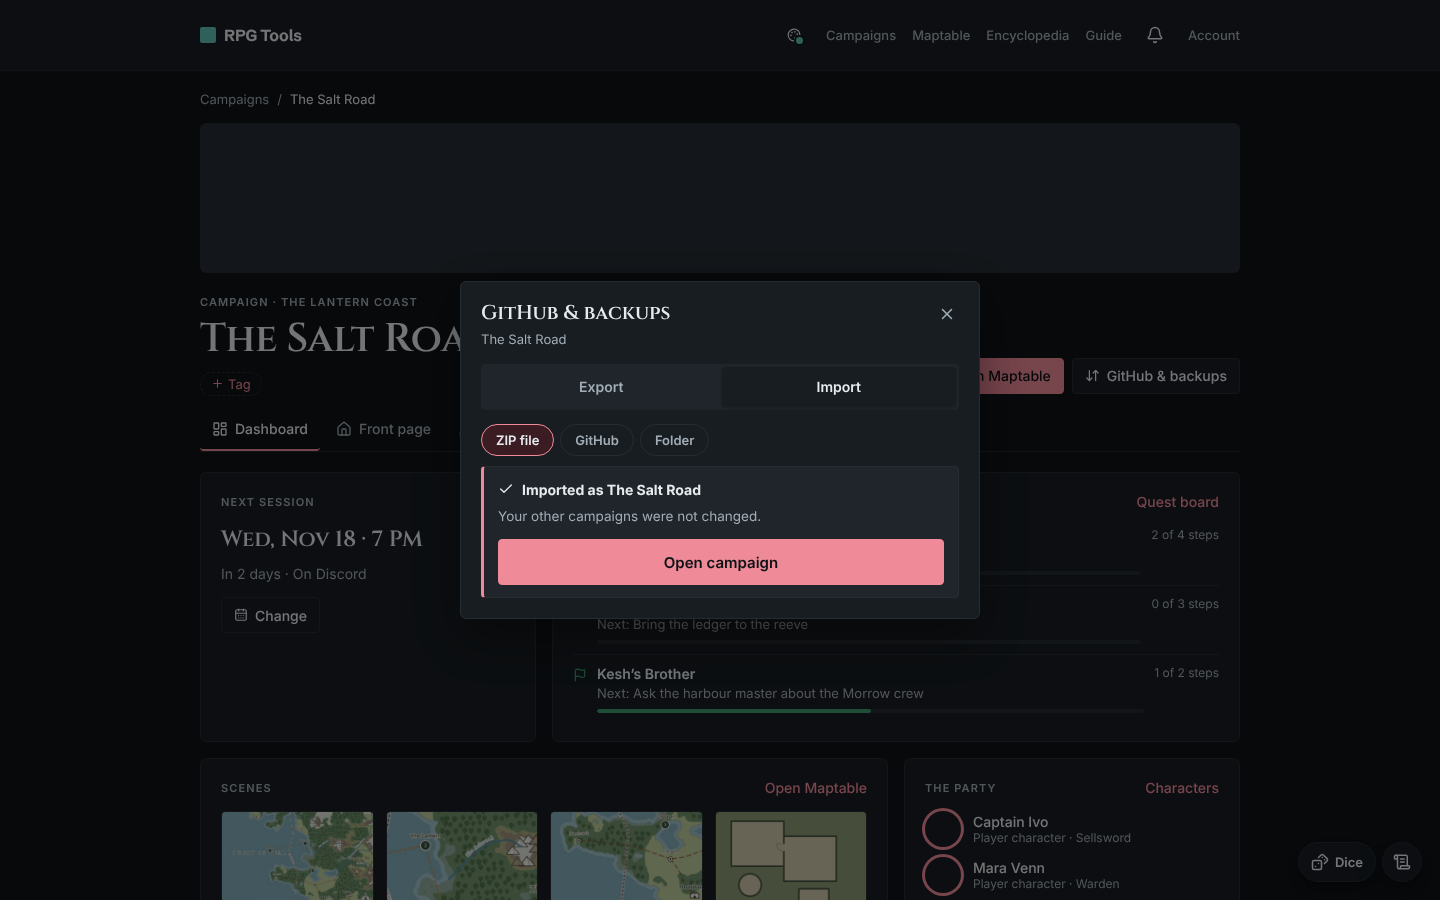 RPG Tools
Campaigns
Maptable
Encyclopedia
Guide
Account
Campaigns / The Salt Road
CAMPAIGN · THE LANTERN COAST
THE SALT ROA
+ Tag
Maptable
GitHub & backups
Dashboard
Front page
GitHub & backups
The Salt Road
Export
Import
ZIP file
GitHub
Folder
Imported as The Salt Road
Your other campaigns were not changed.
Open campaign
NEXT SESSION
Wed, Nov 18 · 7 PM
In 2 days · On Discord
Change
Quest board
2 of 4 steps
0 of 3 steps
Next: Bring the ledger to the reeve
Kesh’s Brother
1 of 2 steps
Next: Ask the harbour master about the Morrow crew
SCENES
Open Maptable
THE PARTY
Characters
Captain Ivo
Player character · Sellsword
Mara Venn
Player character · Warden
Dice